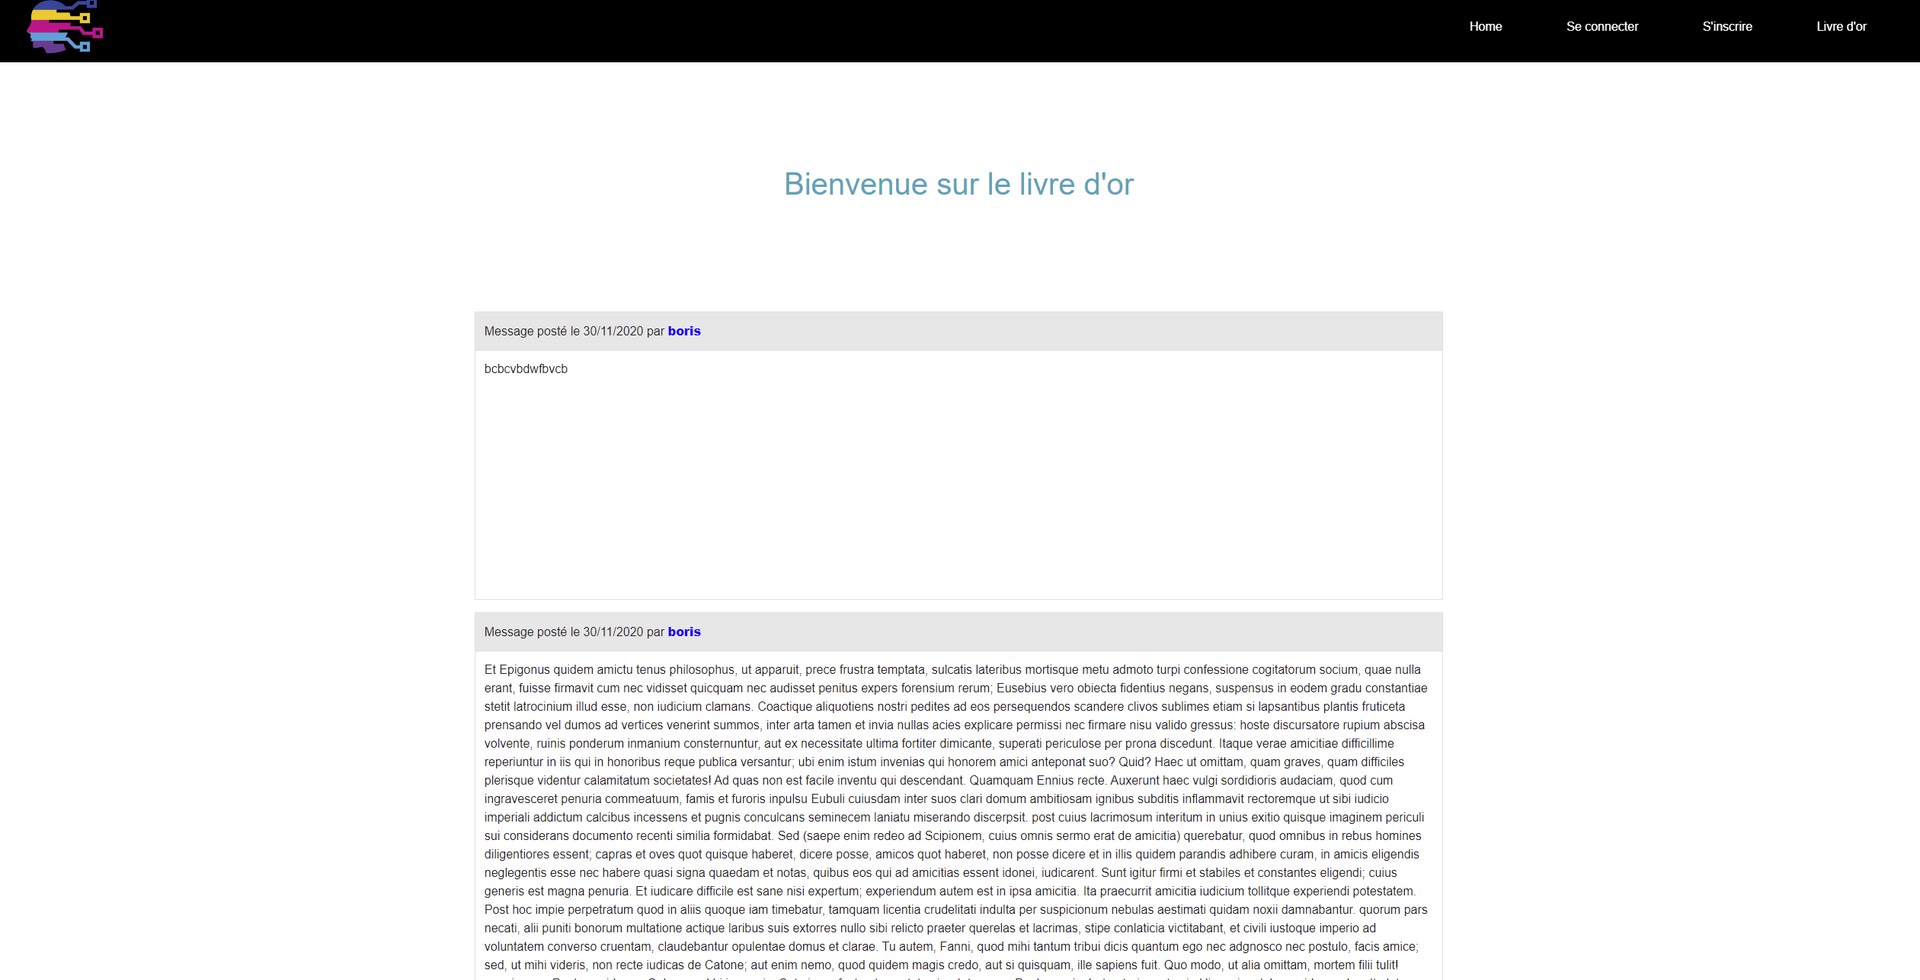 Home Se connecter S'inscrire Livre d'or
Bienvenue sur le livre d'or
Message posté le 30/11/2020 par boris
bcbcvbdwfbvcb
Message posté le 30/11/2020 par boris
Et Epigonus quidem amictu tenus philosophus, ut apparuit, prece frustra temptata, sulcatis lateribus mortisque metu admoto turpi confessione cogitatorum socium, quae nulla
erant, fuisse firmavit cum nec vidisset quicquam nec audisset penitus expers forensium rerum; Eusebius vero obiecta fidentius negans, suspensus in eodem gradu constantiae
stetit latrocinium illud esse, non iudicium clamans. Coactique aliquotiens nostri pedites ad eos persequendos scandere clivos sublimes etiam si lapsantibus plantis fruticeta
prensando vel dumos ad vertices venerint summos, inter arta tamen et invia nullas acies explicare permissi nec firmare nisu valido gressus: hoste discursatore rupium abscisa
volvente, ruinis ponderum inmanium consternuntur, aut ex necessitate ultima fortiter dimicante, superati periculose per prona discedunt. Itaque verae amicitiae difficillime
reperiuntur in iis qui in honoribus reque publica versantur; ubi enim istum invenias qui honorem amici anteponat suo? Quid? Haec ut omittam, quam graves, quam difficiles
plerisque videntur calamitatum societates! Ad quas non est facile inventu qui descendant. Quamquam Ennius recte. Auxerunt haec vulgi sordidioris audaciam, quod cum
ingravesceret penuria commeatuum, famis et furoris inpulsu Eubuli cuiusdam inter suos clari domum ambitiosam ignibus subditis inflammavit rectoremque ut sibi iudicio
imperiali addictum calcibus incessens et pugnis conculcans seminecem laniatu miserando discerpsit. post cuius lacrimosum interitum in unius exitio quisque imaginem periculi
sui considerans documento recenti similia formidabat. Sed (saepe enim redeo ad Scipionem, cuius omnis sermo erat de amicitia) querebatur, quod omnibus in rebus homines
diligentiores essent; capras et oves quot quisque haberet, dicere posse, amicos quot haberet, non posse dicere et in illis quidem parandis adhibere curam, in amicis eligendis
neglegentis esse nec habere quasi signa quaedam et notas, quibus eos qui ad amicitias essent idonei, iudicarent. Sunt igitur firmi et stabiles et constantes eligendi; cuius
generis est magna penuria. Et iudicare difficile est sane nisi expertum; experiendum autem est in ipsa amicitia. Ita praecurrit amicitia iudicium tollitque experiendi potestatem.
Post hoc impie perpetratum quod in aliis quoque iam timebatur, tamquam licentia crudelitati indulta per suspicionum nebulas aestimati quidam noxii damnabantur. quorum pars
necati, alii puniti bonorum multatione actique laribus suis extorres nullo sibi relicto praeter querelas et lacrimas, stipe conlaticia victitabant, et civili iustoque imperio ad
voluntatem converso cruentam, claudebantur opulentae domus et clarae. Tu autem, Fanni, quod mihi tantum tribui dicis quantum ego nec adgnosco nec postulo, facis amice;
sed, ut mihi videris, non recte iudicas de Catone; aut enim nemo, quod quidem magis credo, aut si quisquam, ille sapiens fuit. Quo modo, ut alia omittam, mortem filii tulit!